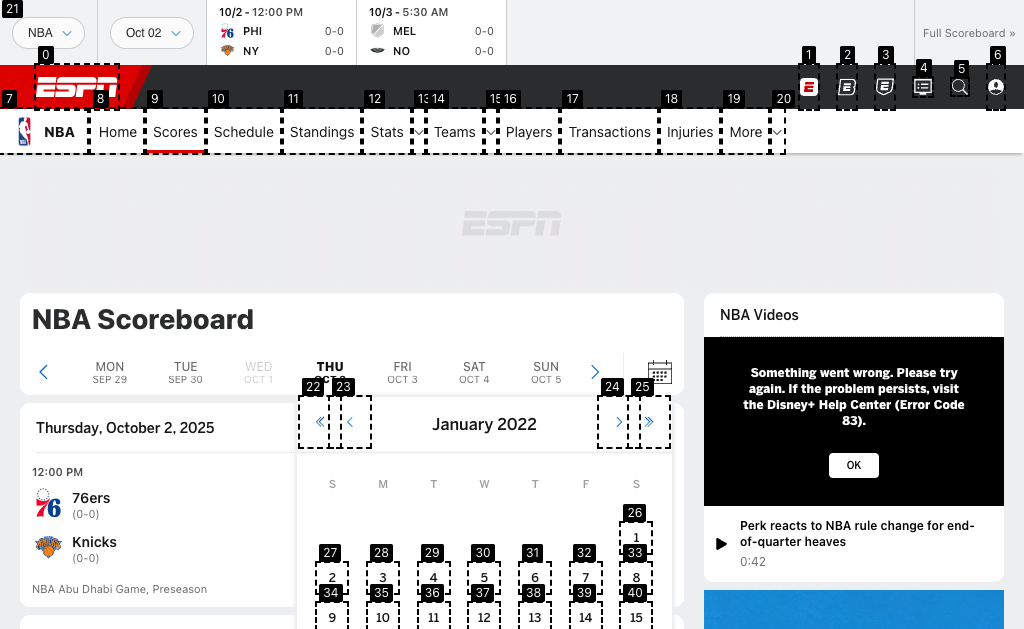 21
NBA
Oct 02
10/2 - 12:00 PM
PHI 0-0
NY 0-0
10/3 - 5:30 AM
MEL 0-0
NO 0-0
Full Scoreboard »
0 1 2 3 4 5 6
ESPN
7 8 9 10 11 12 13 14 15 16 17 18 19 20
NBA Home Scores Schedule Standings Stats Teams Players Transactions Injuries More
ESPN
NBA Scoreboard
MON TUE WED THU FRI SAT SUN
SEP 29 SEP 30 OCT 1 OCT 2 OCT 3 OCT 4 OCT 5
22 23 24 25
Thursday, October 2, 2025
12:00 PM
76ers
(0-0)
Knicks
(0-0)
NBA Abu Dhabi Game, Preseason
January 2022
S M T W T F S
26
1
27 28 29 30 31 32 33
2 3 4 5 6 7 8
34 35 36 37 38 39 40
9 10 11 12 13 14 15
NBA Videos
Something went wrong. Please try
again. If the problem persists, visit
the Disney+ Help Center (Error Code
83).
OK
Perk reacts to NBA rule change for end-
of-quarter heaves
0:42